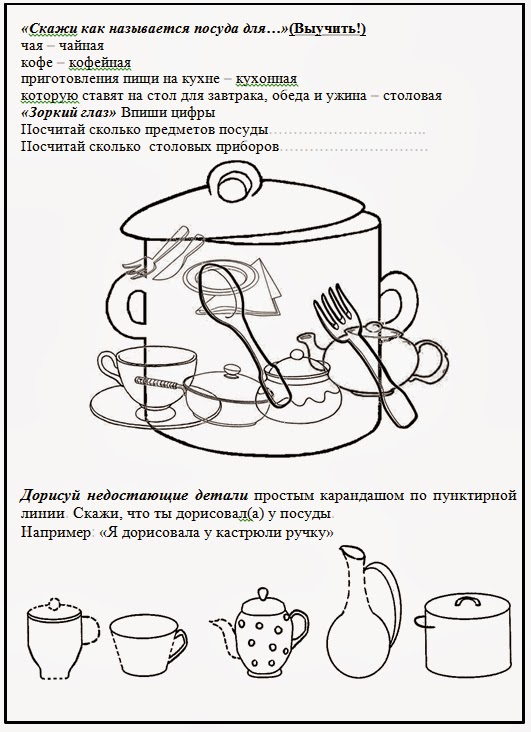 «Скажи как называется посуда для…»(Выучить!)
чая – чайная
кофе – кофейная
приготовления пищи на кухне – кухонная
которую ставят на стол для завтрака, обеда и ужина – столовая
«Зоркий глаз» Впиши цифры
Посчитай сколько предметов посуды…………………………..
Посчитай сколько столовых приборов…………………………
Дорисуй недостающие детали простым карандашом по пунктирной
линии. Скажи, что ты дорисовал(а) у посуды.
Например: «Я дорисовала у кастрюли ручку»